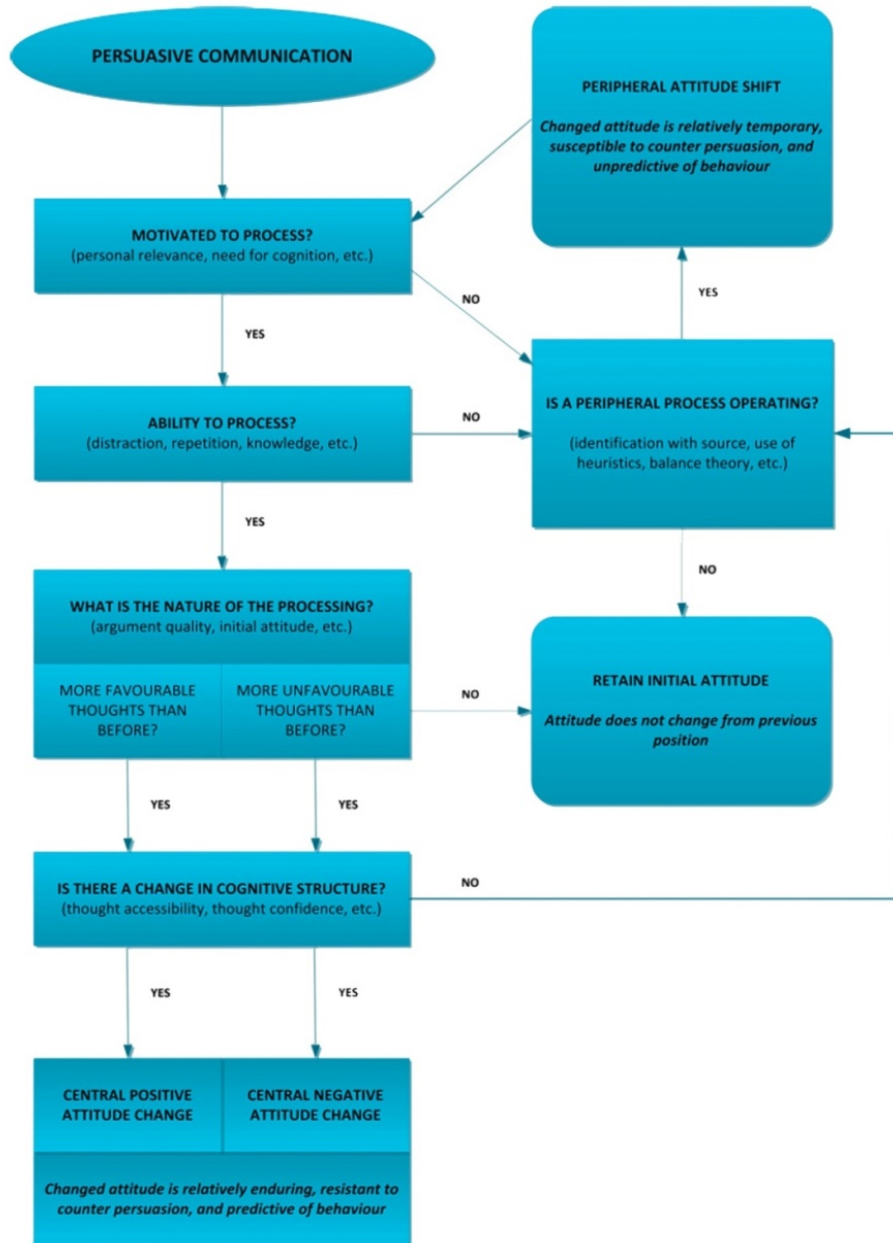 PERSUASIVE COMMUNICATION
PERIPHERAL ATTITUDE SHIFT
Changed attitude is relatively temporary,
susceptible to counter persuasion, and
unpredictive of behaviour
MOTIVATED TO PROCESS?
(personal relevance, need for cognition, etc.)
NO
YES
YES
IS A PERIPHERAL PROCESS OPERATING?
(identification with source, use of
heuristics, balance theory, etc.)
ABILITY TO PROCESS?
(distraction, repetition, knowledge, etc.)
NO
YES
NO
WHAT IS THE NATURE OF THE PROCESSING?
(argument quality, initial attitude, etc.)
MORE FAVOURABLE
THOUGHTS THAN
BEFORE?
MORE UNFAVOURABLE
THOUGHTS THAN
BEFORE?
NO
RETAIN INITIAL ATTITUDE
Attitude does not change from previous
position
YES
YES
IS THERE A CHANGE IN COGNITIVE STRUCTURE?
(thought accessibility, thought confidence, etc.)
NO
YES
YES
CENTRAL POSITIVE
ATTITUDE CHANGE
CENTRAL NEGATIVE
ATTITUDE CHANGE
Changed attitude is relatively enduring, resistant to
counter persuasion, and predictive of behaviour